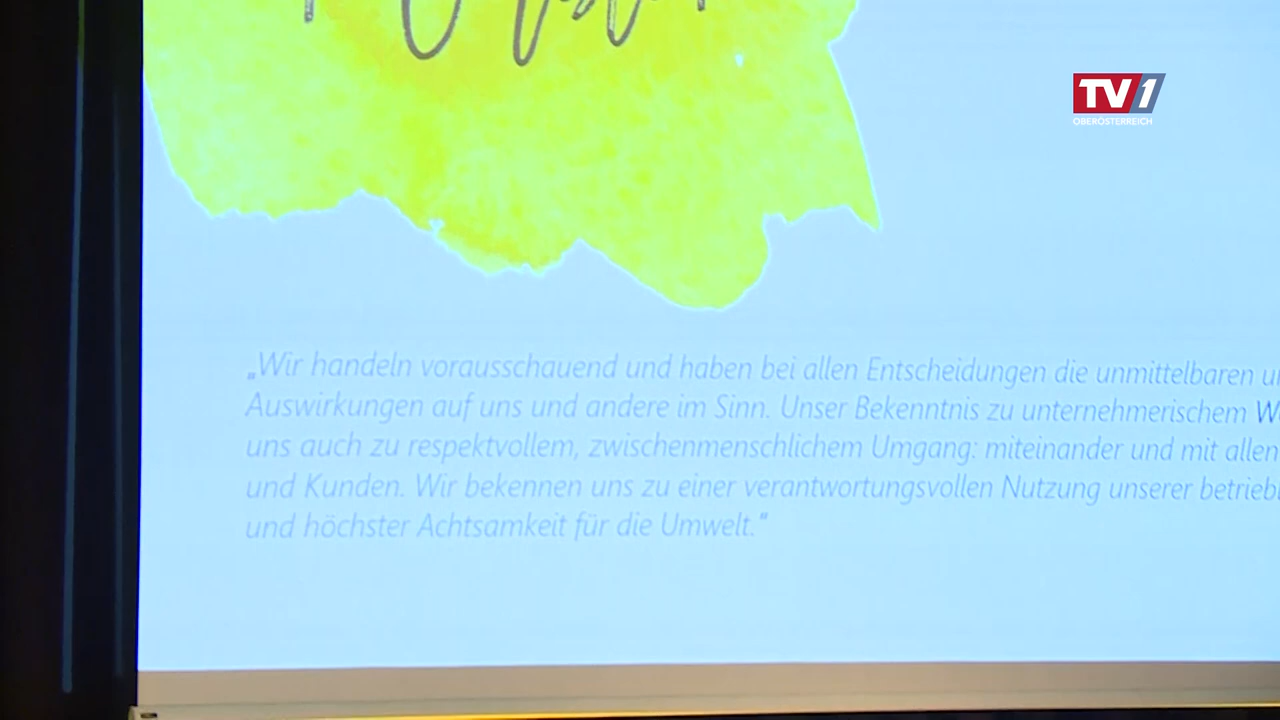 TV1
OBERÖSTERREICH
„Wir handeln vorausschauend und haben bei allen Entscheidungen die unmittelbaren
Auswirkungen auf uns und andere im Sinn. Unser Bekenntnis zu unternehmerischem
uns auch zu respektvollem, zwischenmenschlichem Umgang: miteinander und mit allen
und Kunden. Wir bekennen uns zu einer verantwortungsvollen Nutzung unserer
und höchster Achtsamkeit für die Umwelt."